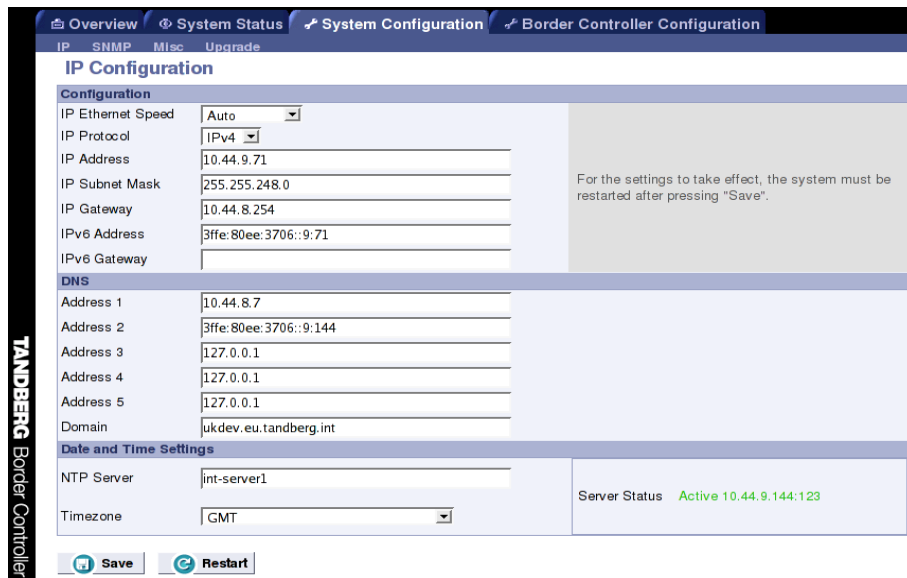 Overview System Status System Configuration Border Controller Configuration
IP SNMP Misc Upgrade
IP Configuration
Configuration
IP Ethernet Speed Auto
IP Protocol IPv4
IP Address 10.44.9.71
IP Subnet Mask 255.255.248.0
IP Gateway 10.44.8.254
IPv6 Address 3ffe:80ee:3706::9:71
IPv6 Gateway
For the settings to take effect, the system must be
restarted after pressing "Save".
DNS
Address 1 10.44.8.7
Address 2 3ffe:80ee:3706::9:144
Address 3 127.0.0.1
Address 4 127.0.0.1
Address 5 127.0.0.1
Domain ukdev.eu.tandberg.int
Date and Time Settings
NTP Server int-server1
Server Status Active 10.44.9.144:123
Timezone GMT
Save Restart
TANDBERG Border Controller